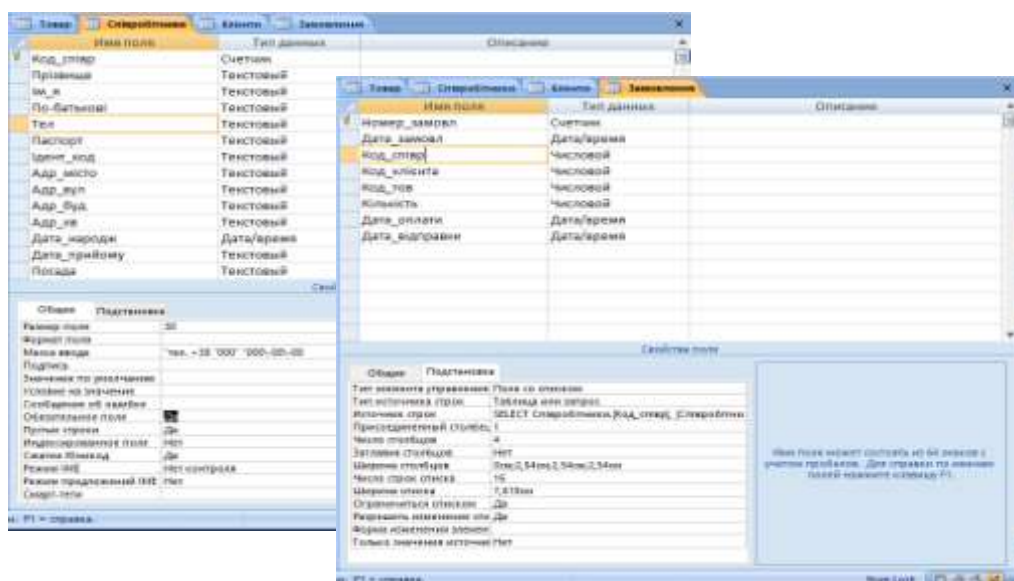 Товар Співробітники Клієнти Замовлення
Имя поля Тип данных Описание
Код_співр Счетчик
Прізвище Текстовый
Ім_я Текстовый
По-батькові Текстовый
Тел Текстовый
Паспорт Текстовый
Ідент_код Текстовый
Адр_місто Текстовый
Адр_вул Текстовый
Адр_буд Текстовый
Адр_кв Текстовый
Дата_народж Дата/время
Дата_прийому Текстовый
Посада Текстовый
Общие Подстановка
Размер поля
Формат поля
Маска ввода
Подпись
Значение по умолчанию
Условие на значение
Сообщение об ошибке
Обязательное поле
Пустые строки Да
Индексированное поле Нет
Сжатие Юникод Да
Режим IME Нет контроля
Режим предложений IME Нет
Смарт-теги
F1 = справка.
Товар Співробітники Клієнти Замовлення
Имя поля Тип данных Описание
Номер_замовл Счетчик
Дата_замовл Дата/время
Код_співр Числовой
Код_клієнта Числовой
Код_тов Числовой
Кількість Числовой
Дата_оплати Дата/время
Дата_відправки Дата/время
Свойства поля
Общие Подстановка
Тип элемента управления Поле со списком
Тип источника строк Таблица или запрос
Источник строк SELECT Співробітники.[Код_співр],
Присоединенный столбец 1
Число столбцов 4
Заглавия столбцов Нет
Ширина столбцов 0см;2,54см;2,54см;2,54см
Число строк списка 16
Ширина списка
Ограничиться списком Да
Разрешить изменение Да
Форма изменения элемен
Только значения источни Нет
Имя поля может состоять из 64 знаков с
учетом пробелов. Для справки по именам
полей нажмите клавишу F1.
F1 = справка.
Num Lock